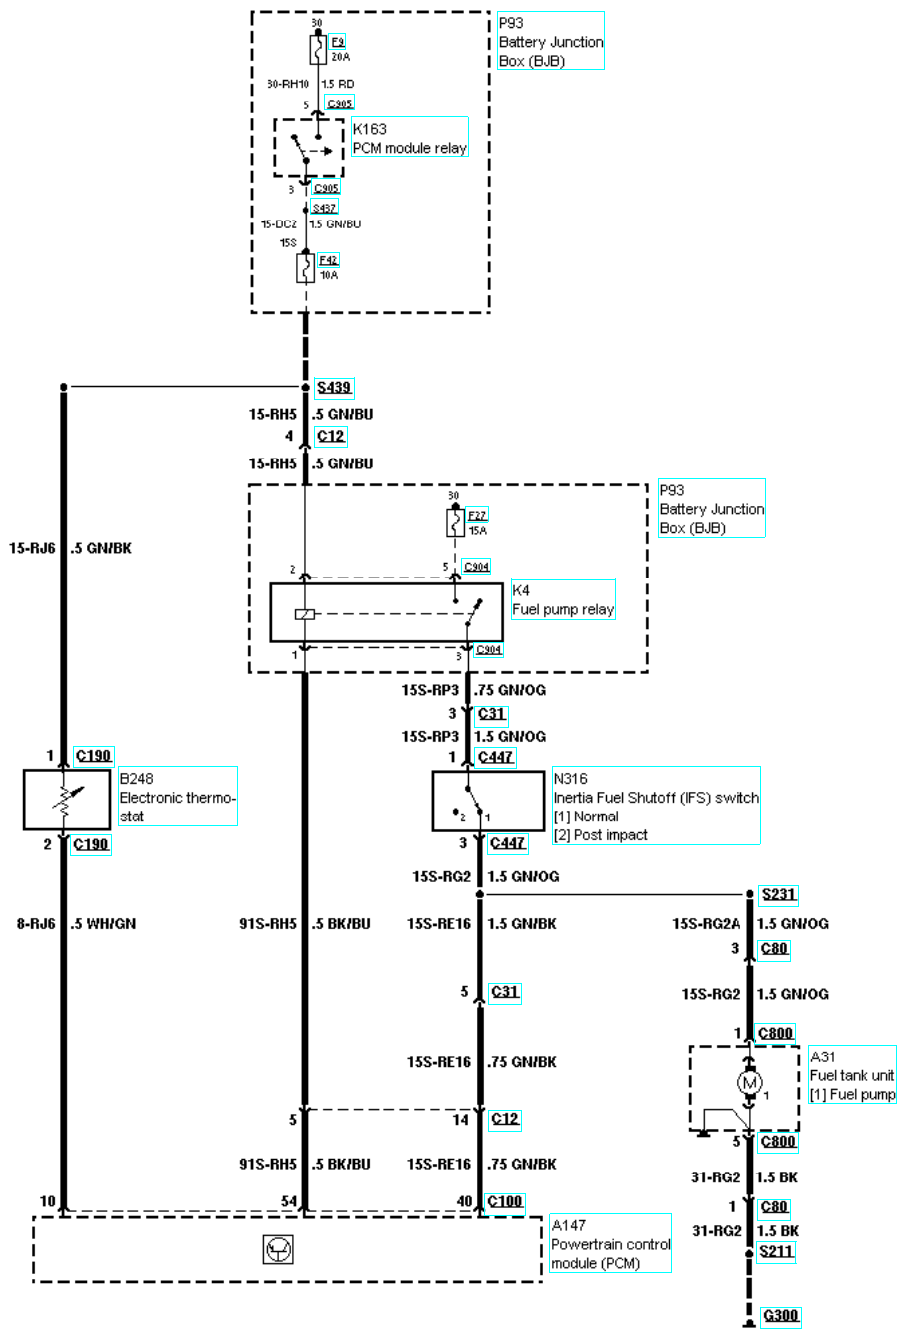 30
P93
Battery Junction
Box (BJB)
F9
20A
30-RH10 1.5 RD
5 C905
K163
PCM module relay
3 C905
S437
15-DC2 1.5 GN/BU
15S
F42
10A
S439
15-RH5 .5 GN/BU
4 C12
15-RH5 .5 GN/BU
P93
Battery Junction
Box (BJB)
30
F27
15A
15-RJ6 .5 GN/BK
2 5 C904
K4
Fuel pump relay
1 3 C904
15S-RP3 .75 GN/OG
3 C31
15S-RP3 1.5 GN/OG
1 C190
1 C447
B248
Electronic thermo-
stat
N316
Inertia Fuel Shutoff (IFS) switch
[1] Normal
[2] Post impact
2 1
2 C190
3 C447
15S-RG2 1.5 GN/OG
S231
8-RJ6 .5 WH/GN
91S-RH5 .5 BK/BU
15S-RE16 1.5 GN/BK
15S-RG2A 1.5 GN/OG
3 C80
5 C31
15S-RG2 1.5 GN/OG
1 C800
15S-RE16 .75 GN/BK
A31
Fuel tank unit
[1] Fuel pump
M
1
5 14 C12
5 C800
91S-RH5 .5 BK/BU
15S-RE16 .75 GN/BK
31-RG2 1.5 BK
10 54 40 C100
1 C80
A147
Powertrain control
module (PCM)
31-RG2 1.5 BK
S211
G300